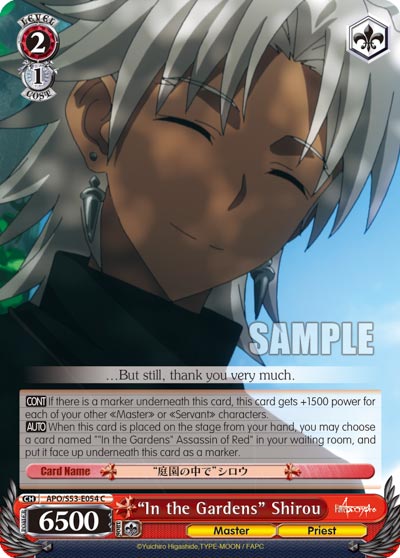 LEVEL
2
1
COST
SAMPLE
…But still, thank you very much.
CONT If there is a marker underneath this card, this card gets +1500 power for
each of your other «Master» or «Servant» characters.
AUTO When this card is placed on the stage from your hand, you may choose
a card named ""In the Gardens" Assassin of Red" in your waiting room, and
put it face up underneath this card as a marker.
Card Name "庭園の中で"シロウ
CH APO/S53-E054 C
"In the Gardens" Shirou
6500
POWER
Master
Priest
©Yuichiro Higashide,TYPE-MOON / FAPC